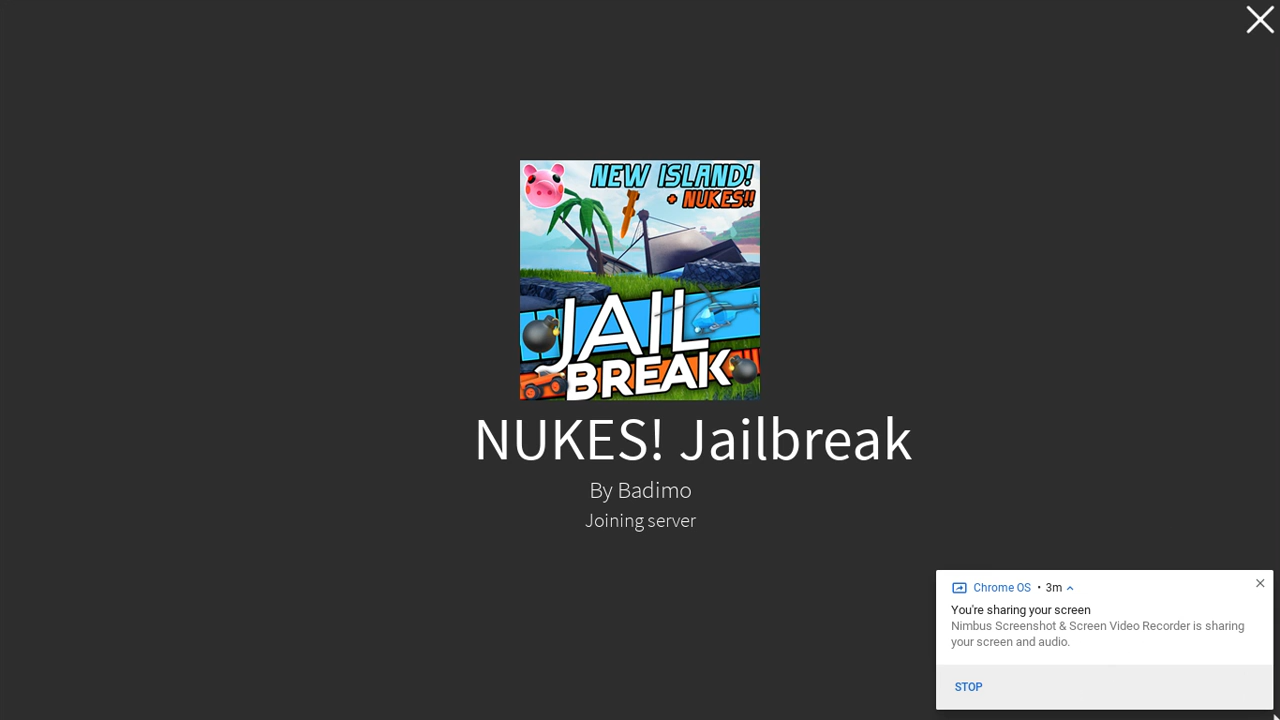 NEW ISLAND!
+ NUKES!!
JAIL
BREAK
NUKES! Jailbreak
By Badimo
Joining server
Chrome OS • 3m
You're sharing your screen
Nimbus Screenshot & Screen Video Recorder is sharing
your screen and audio.
STOP